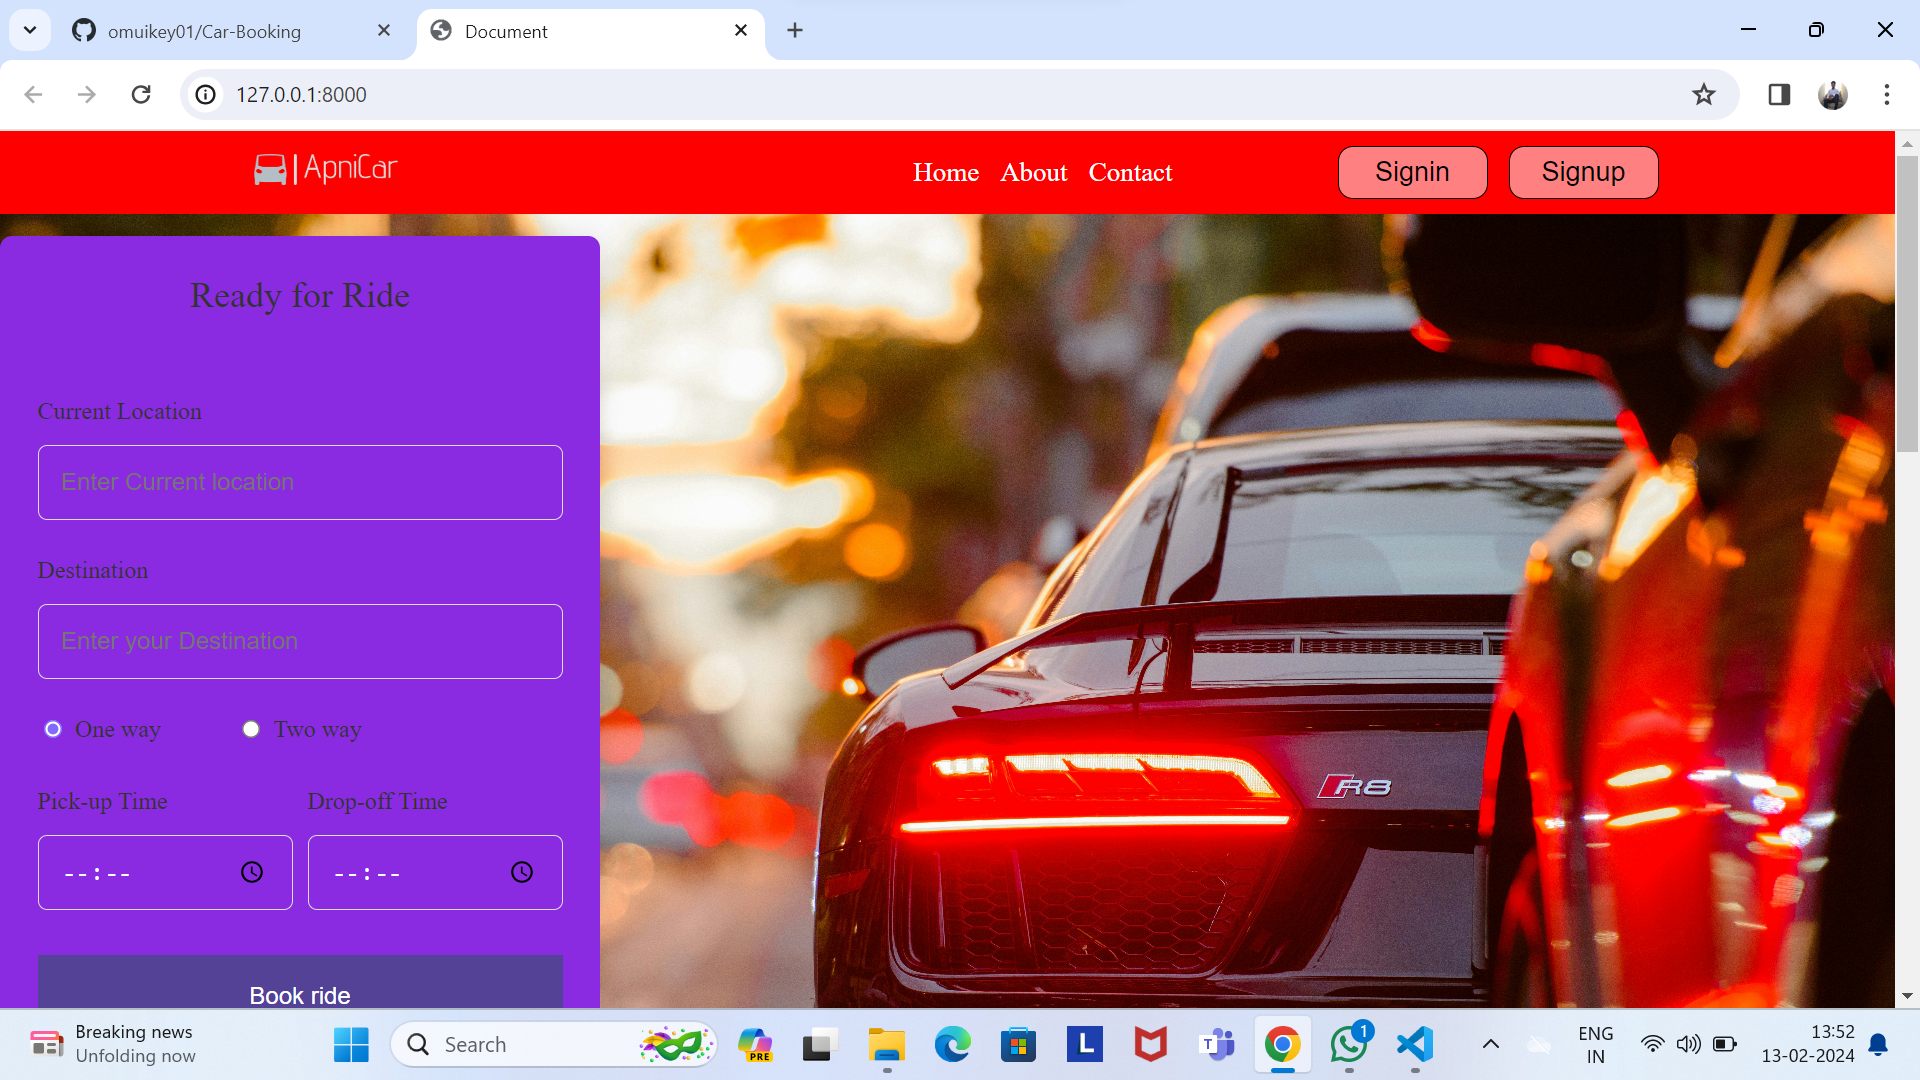 omuikey01/Car-Booking
Document
127.0.0.1:8000
| ApniCar
Home About Contact
Signin
Signup
Ready for Ride
Current Location
Enter Current location
Destination
Enter your Destination
One way
Two way
Pick-up Time
Drop-off Time
--:--
--:--
Book ride
R8
Breaking news
Unfolding now
Search
PRE
L
T
1
ENG
IN
13:52
13-02-2024